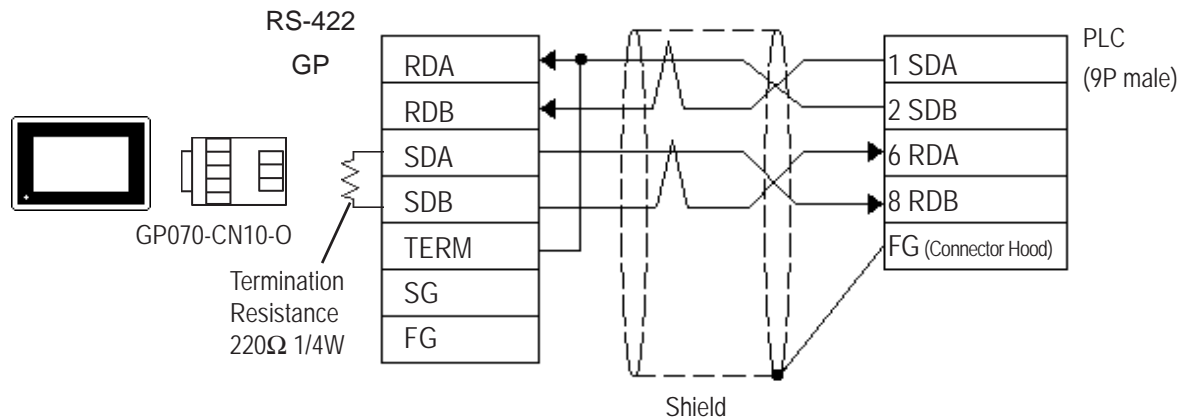 RS-422
GP
RDA
RDB
SDA
SDB
TERM
SG
FG
GP070-CN10-O
Termination
Resistance
220Ω 1/4W
Shield
1 SDA
2 SDB
6 RDA
8 RDB
FG (Connector Hood)
PLC
(9P male)